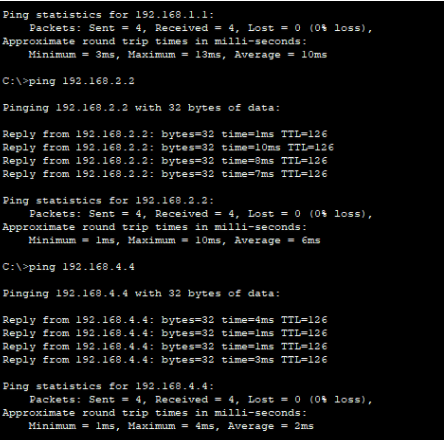 Ping statistics for 192.168.1.1:
Packets: Sent = 4, Received = 4, Lost = 0 (0% loss),
Approximate round trip times in milli-seconds:
Minimum = 3ms, Maximum = 13ms, Average = 10ms
C:\>ping 192.168.2.2
Pinging 192.168.2.2 with 32 bytes of data:
Reply from 192.168.2.2: bytes=32 time=1ms TTL=126
Reply from 192.168.2.2: bytes=32 time=10ms TTL=126
Reply from 192.168.2.2: bytes=32 time=8ms TTL=126
Reply from 192.168.2.2: bytes=32 time=7ms TTL=126
Ping statistics for 192.168.2.2:
Packets: Sent = 4, Received = 4, Lost = 0 (0% loss),
Approximate round trip times in milli-seconds:
Minimum = 1ms, Maximum = 10ms, Average = 6ms
C:\>ping 192.168.4.4
Pinging 192.168.4.4 with 32 bytes of data:
Reply from 192.168.4.4: bytes=32 time=4ms TTL=126
Reply from 192.168.4.4: bytes=32 time=1ms TTL=126
Reply from 192.168.4.4: bytes=32 time=1ms TTL=126
Reply from 192.168.4.4: bytes=32 time=3ms TTL=126
Ping statistics for 192.168.4.4:
Packets: Sent = 4, Received = 4, Lost = 0 (0% loss),
Approximate round trip times in milli-seconds:
Minimum = 1ms, Maximum = 4ms, Average = 2ms